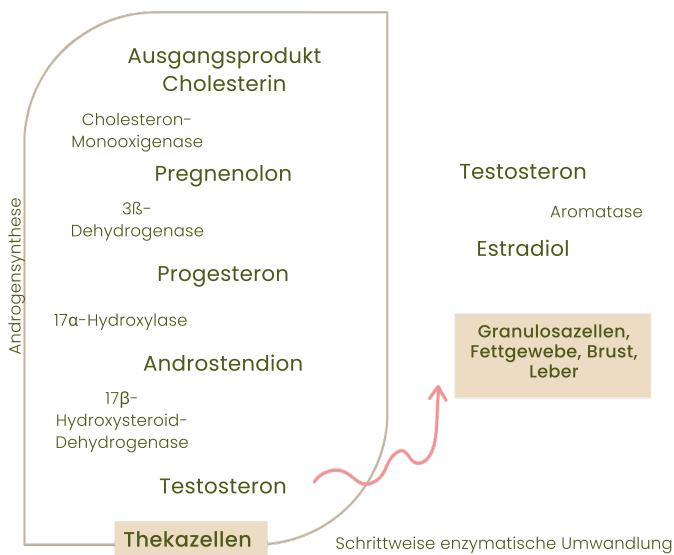 Ausgangsprodukt
Cholesterin
Cholesteron-
Monooxigenase
Pregnenolon
3ß-
Dehydrogenase
Progesteron
17α-Hydroxylase
Androstendion
17β-
Hydroxysteroid-
Dehydrogenase
Testosteron
Thekazellen
Androgensynthese
Testosteron
Aromatase
Estradiol
Granulosazellen,
Fettgewebe, Brust,
Leber
Schrittweise enzymatische Umwandlung